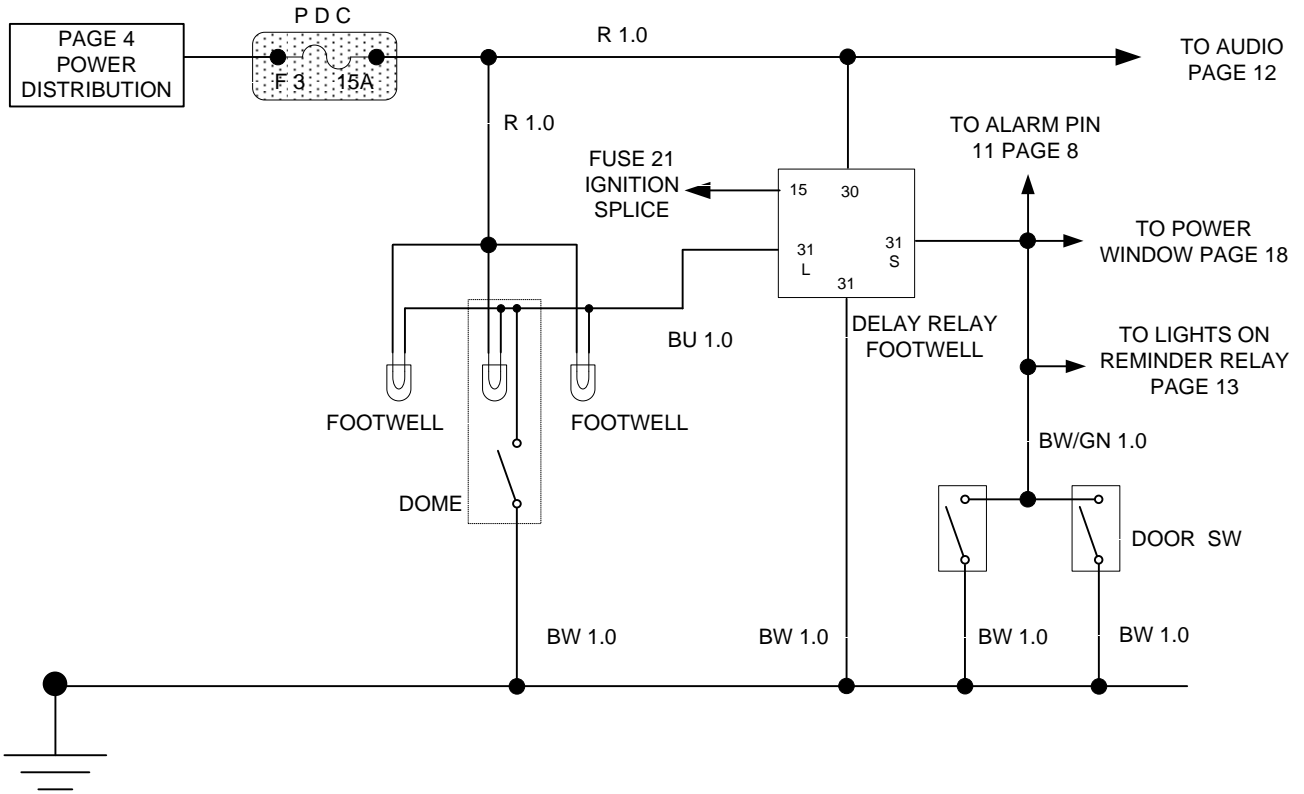 P D C
PAGE 4
POWER
DISTRIBUTION
F 3
15A
R 1.0
TO AUDIO
PAGE 12
R 1.0
TO ALARM PIN
11 PAGE 8
FUSE 21
IGNITION
SPLICE
15
30
31
L
31
S
31
TO POWER
WINDOW PAGE 18
BU 1.0
DELAY RELAY
FOOTWELL
TO LIGHTS ON
REMINDER RELAY
PAGE 13
FOOTWELL
FOOTWELL
BW/GN 1.0
DOME
DOOR SW
BW 1.0
BW 1.0
BW 1.0
BW 1.0